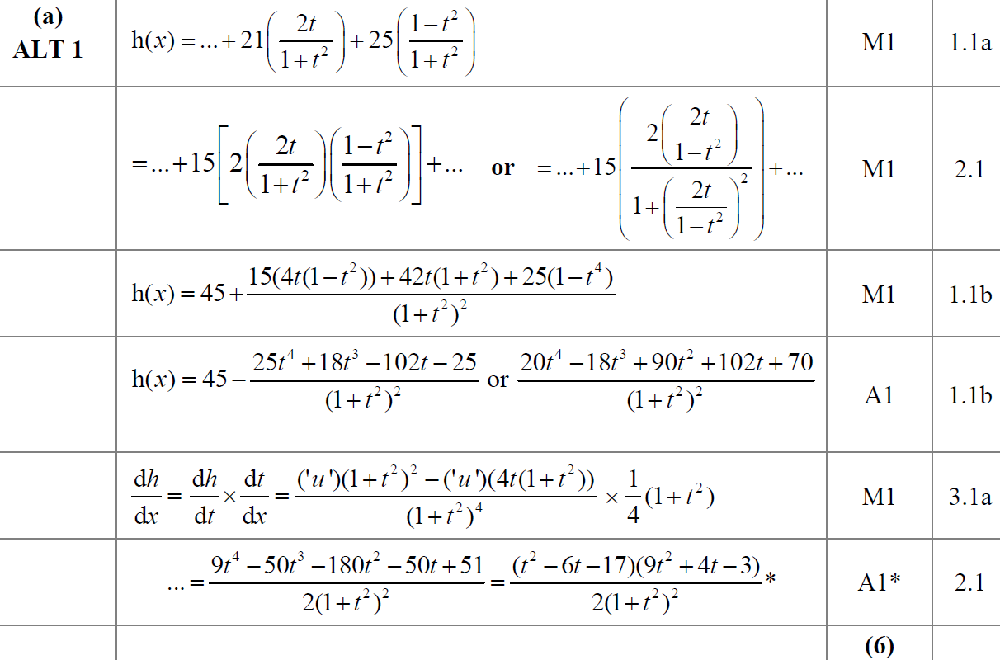 (a) ALT 1 h(x) = ... + 21(2t/(1+t²)) + 25((1−t²)/(1+t²)) M1 1.1a
= ... + 15[2(2t/(1+t²))((1−t²)/(1+t²))] + ... or = ... + 15(2(2t/(1−t²))/(1+(2t/(1−t²))²)) + ... M1 2.1
h(x) = 45 + (15(4t(1−t²)) + 42t(1+t²) + 25(1−t⁴))/(1+t²)² M1 1.1b
h(x) = 45 − (25t⁴ + 18t³ − 102t − 25)/(1+t²)² or (20t⁴ − 18t³ + 90t² + 102t + 70)/(1+t²)² A1 1.1b
dh/dx = dh/dt × dt/dx = (('u')(1+t²)² − ('u')(4t(1+t²)))/(1+t²)⁴ × 1/4(1+t²) M1 3.1a
... = (9t⁴ − 50t³ − 180t² − 50t + 51)/(2(1+t²)²) = ((t² − 6t − 17)(9t² + 4t − 3))/(2(1+t²)²) * A1* 2.1
(6)